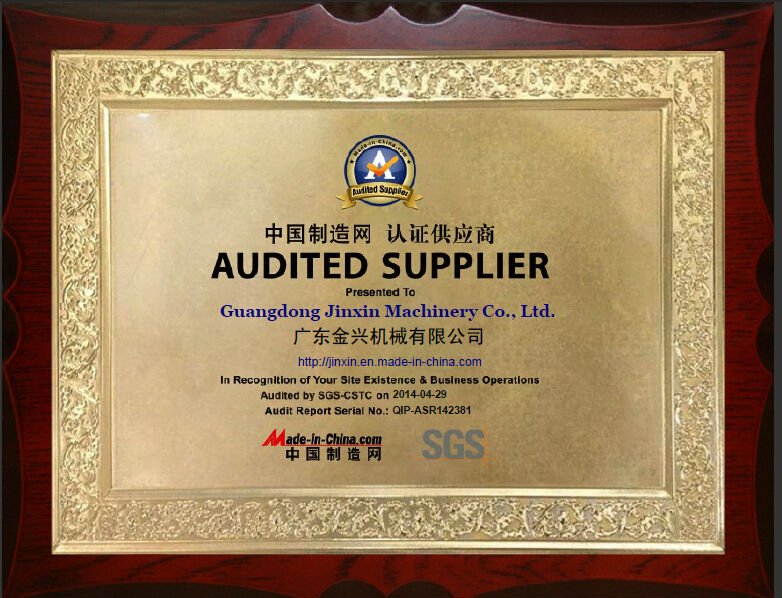 Made-in-China.com
A
Audited Supplier
中国制造网 认证供应商
AUDITED SUPPLIER
Presented To
Guangdong Jinxin Machinery Co., Ltd.
广东金兴机械有限公司
http://jinxin.en.made-in-china.com
In Recognition of Your Site Existence & Business Operations
Audited by SGS-CSTC on 2014-04-29
Audit Report Serial No.: QIP-ASR142381
Made-in-China.com
中国制造网
SGS